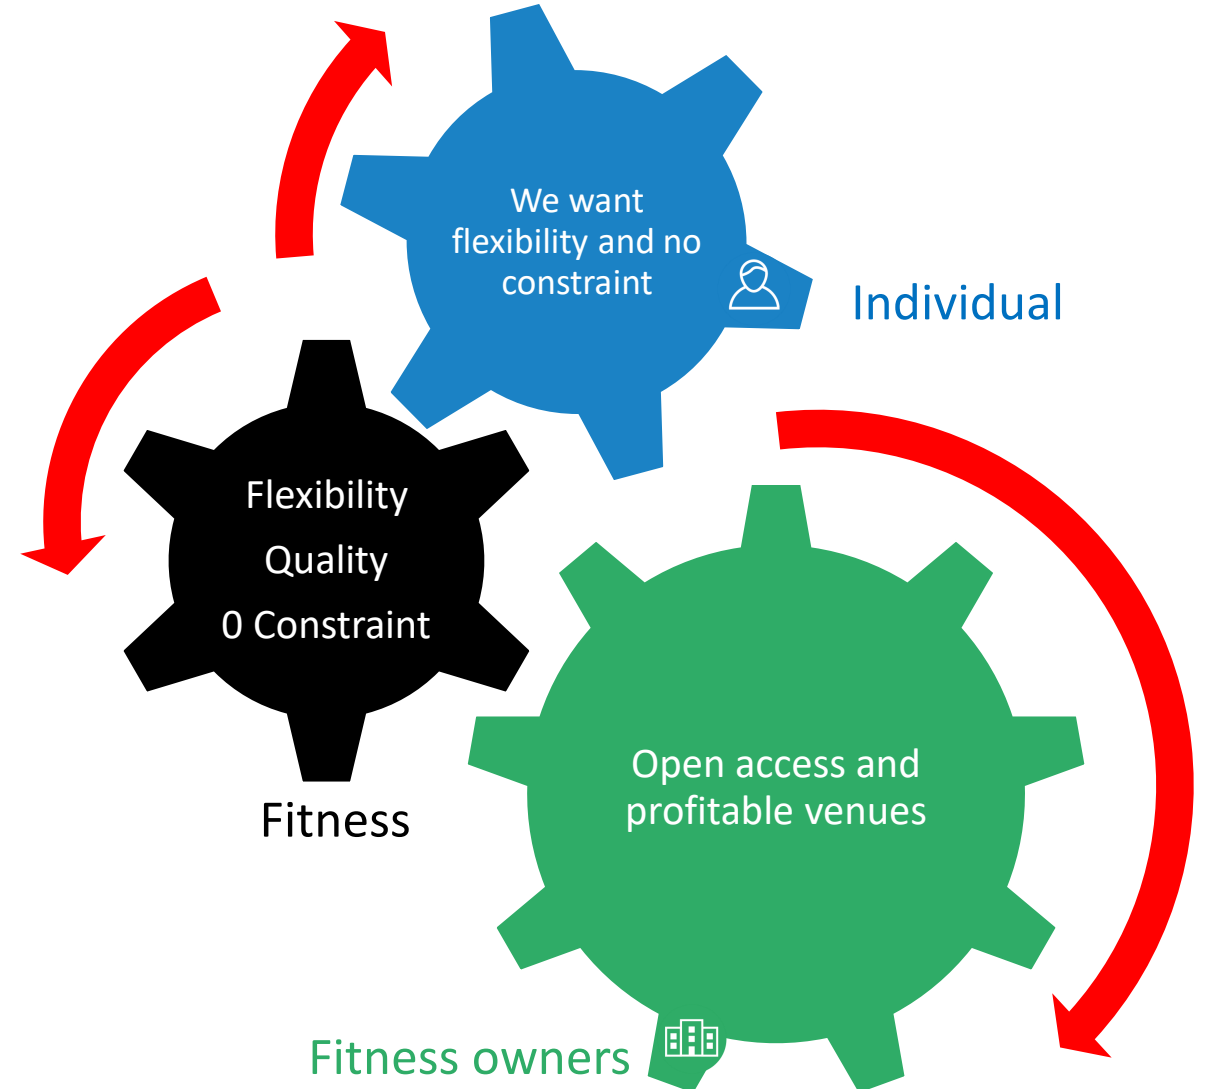 We want
flexibility and no
constraint
Individual
Flexibility
Quality
0 Constraint
Fitness
Open access and
profitable venues
Fitness owners